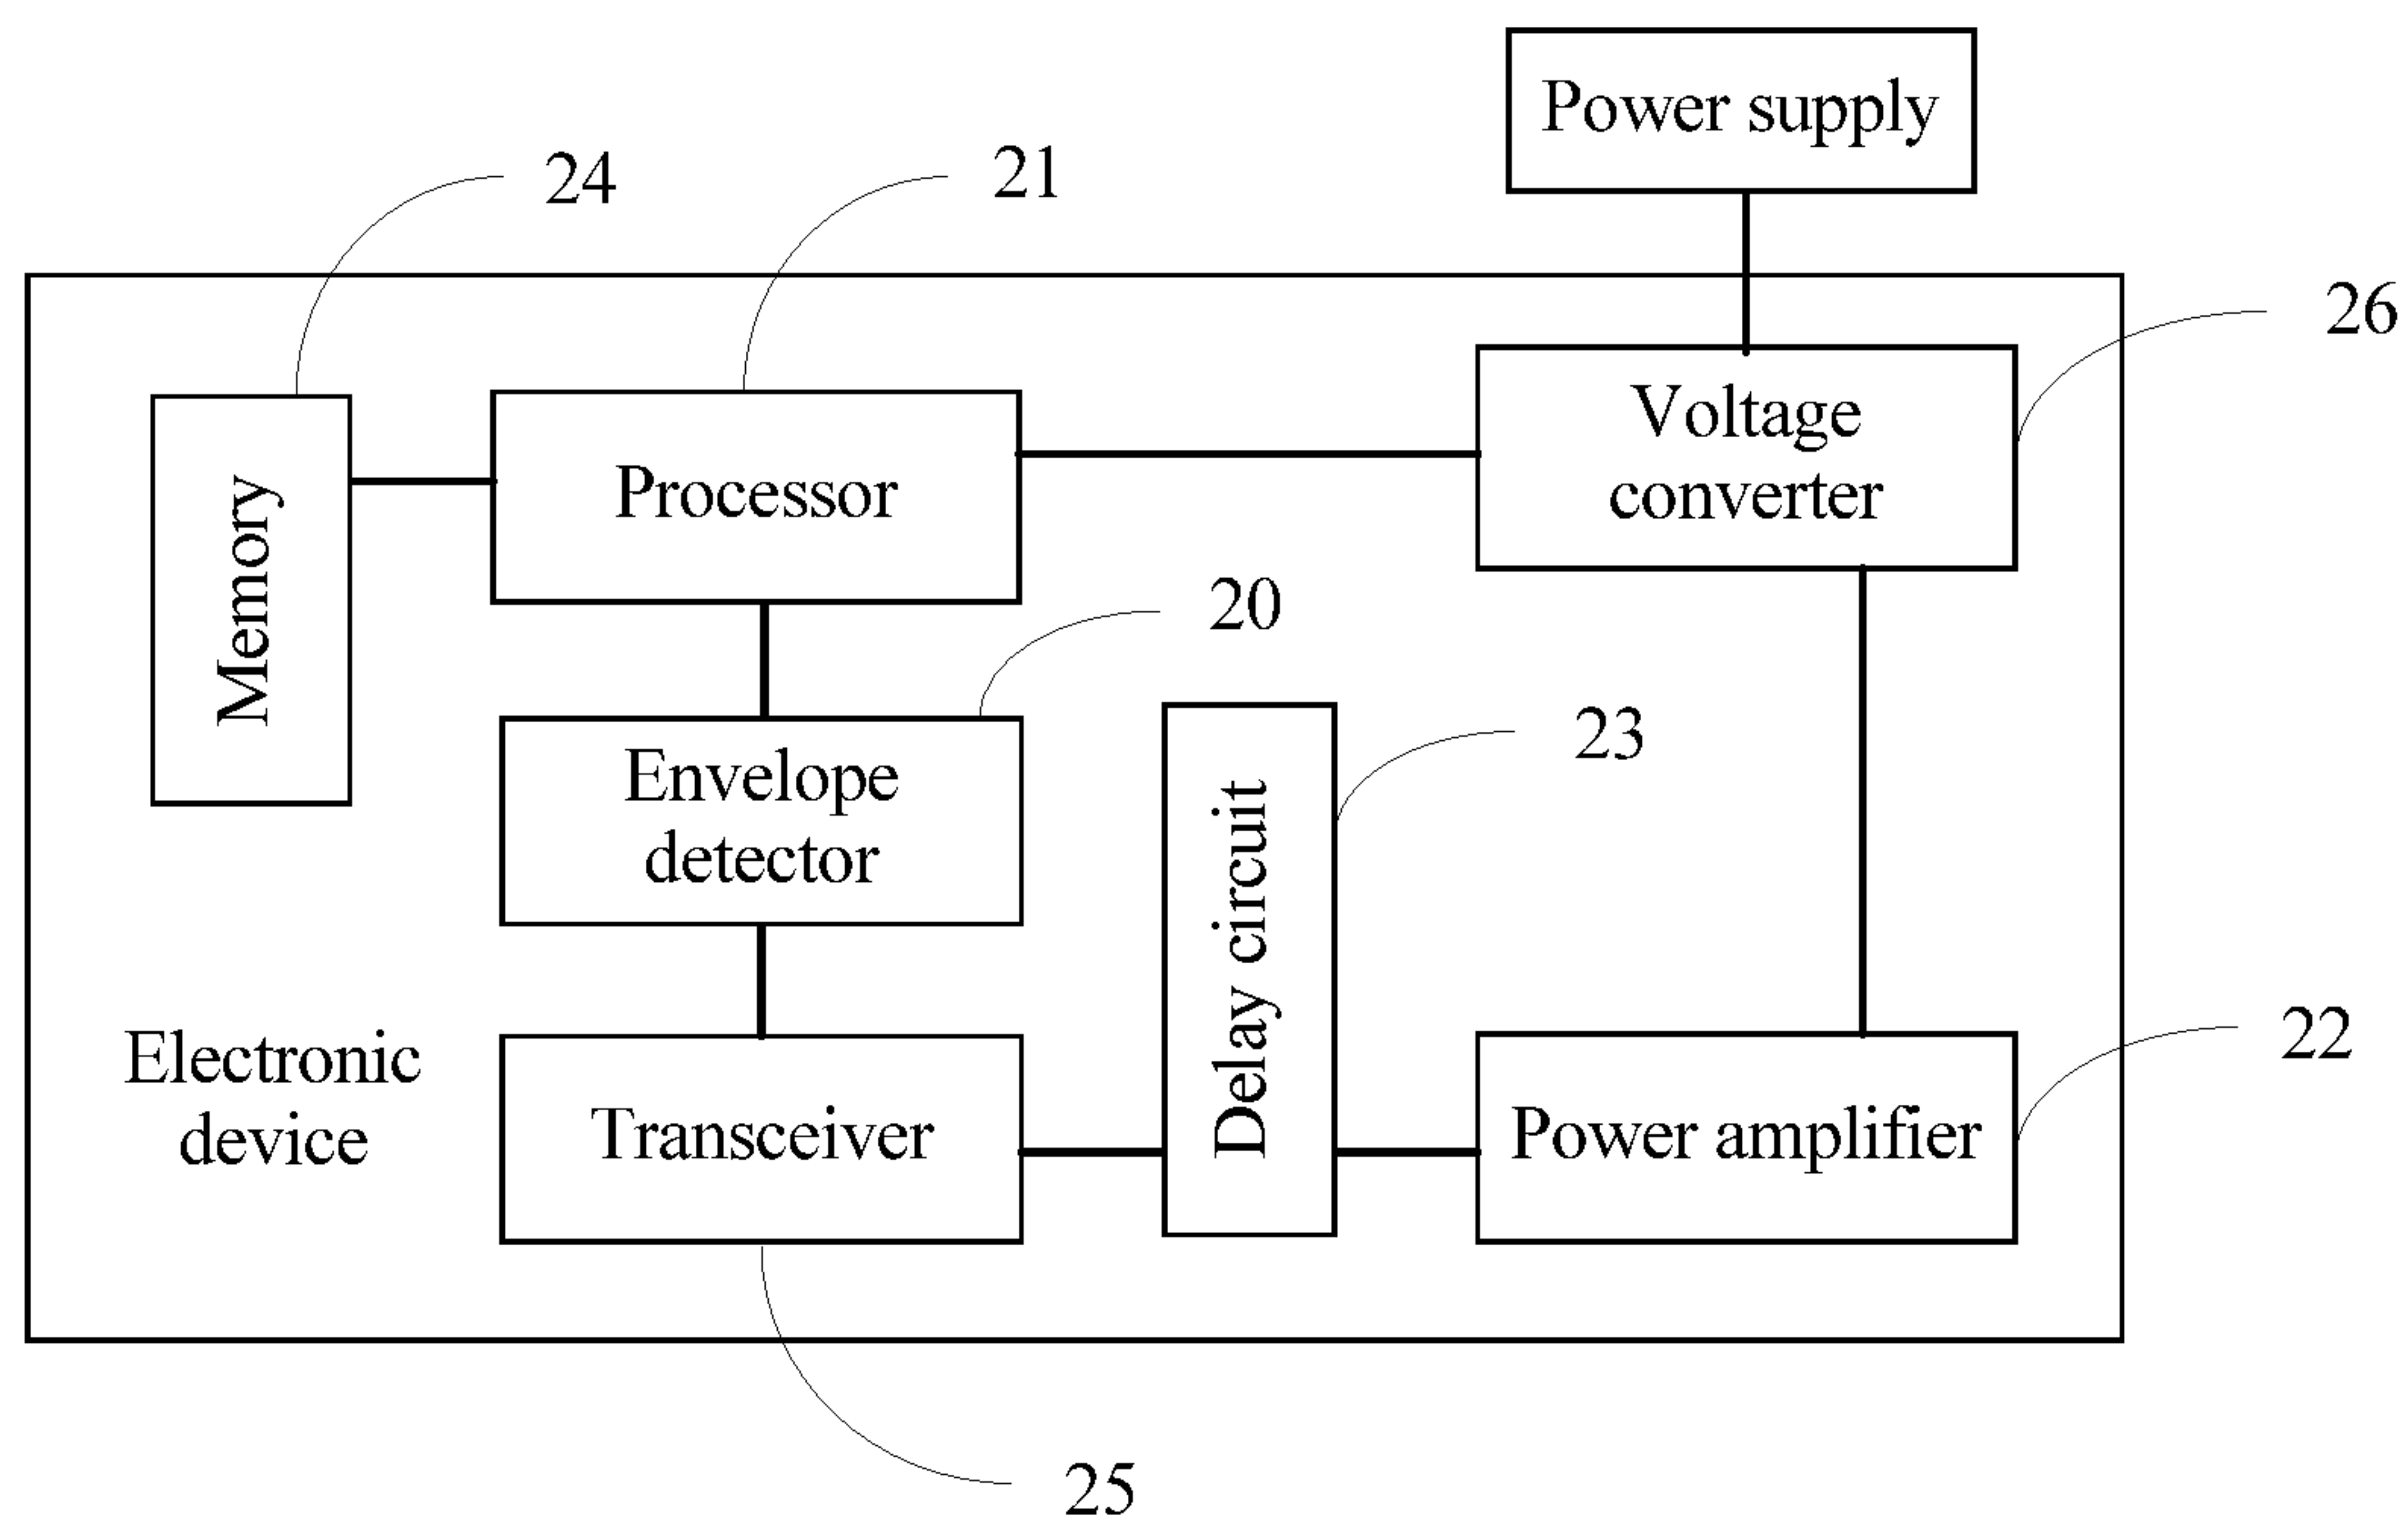 Power supply
24
21
26
Voltage
converter
Processor
Memory
20
23
Envelope
detector
Delay circuit
Electronic
device
Transceiver
Power amplifier
22
25